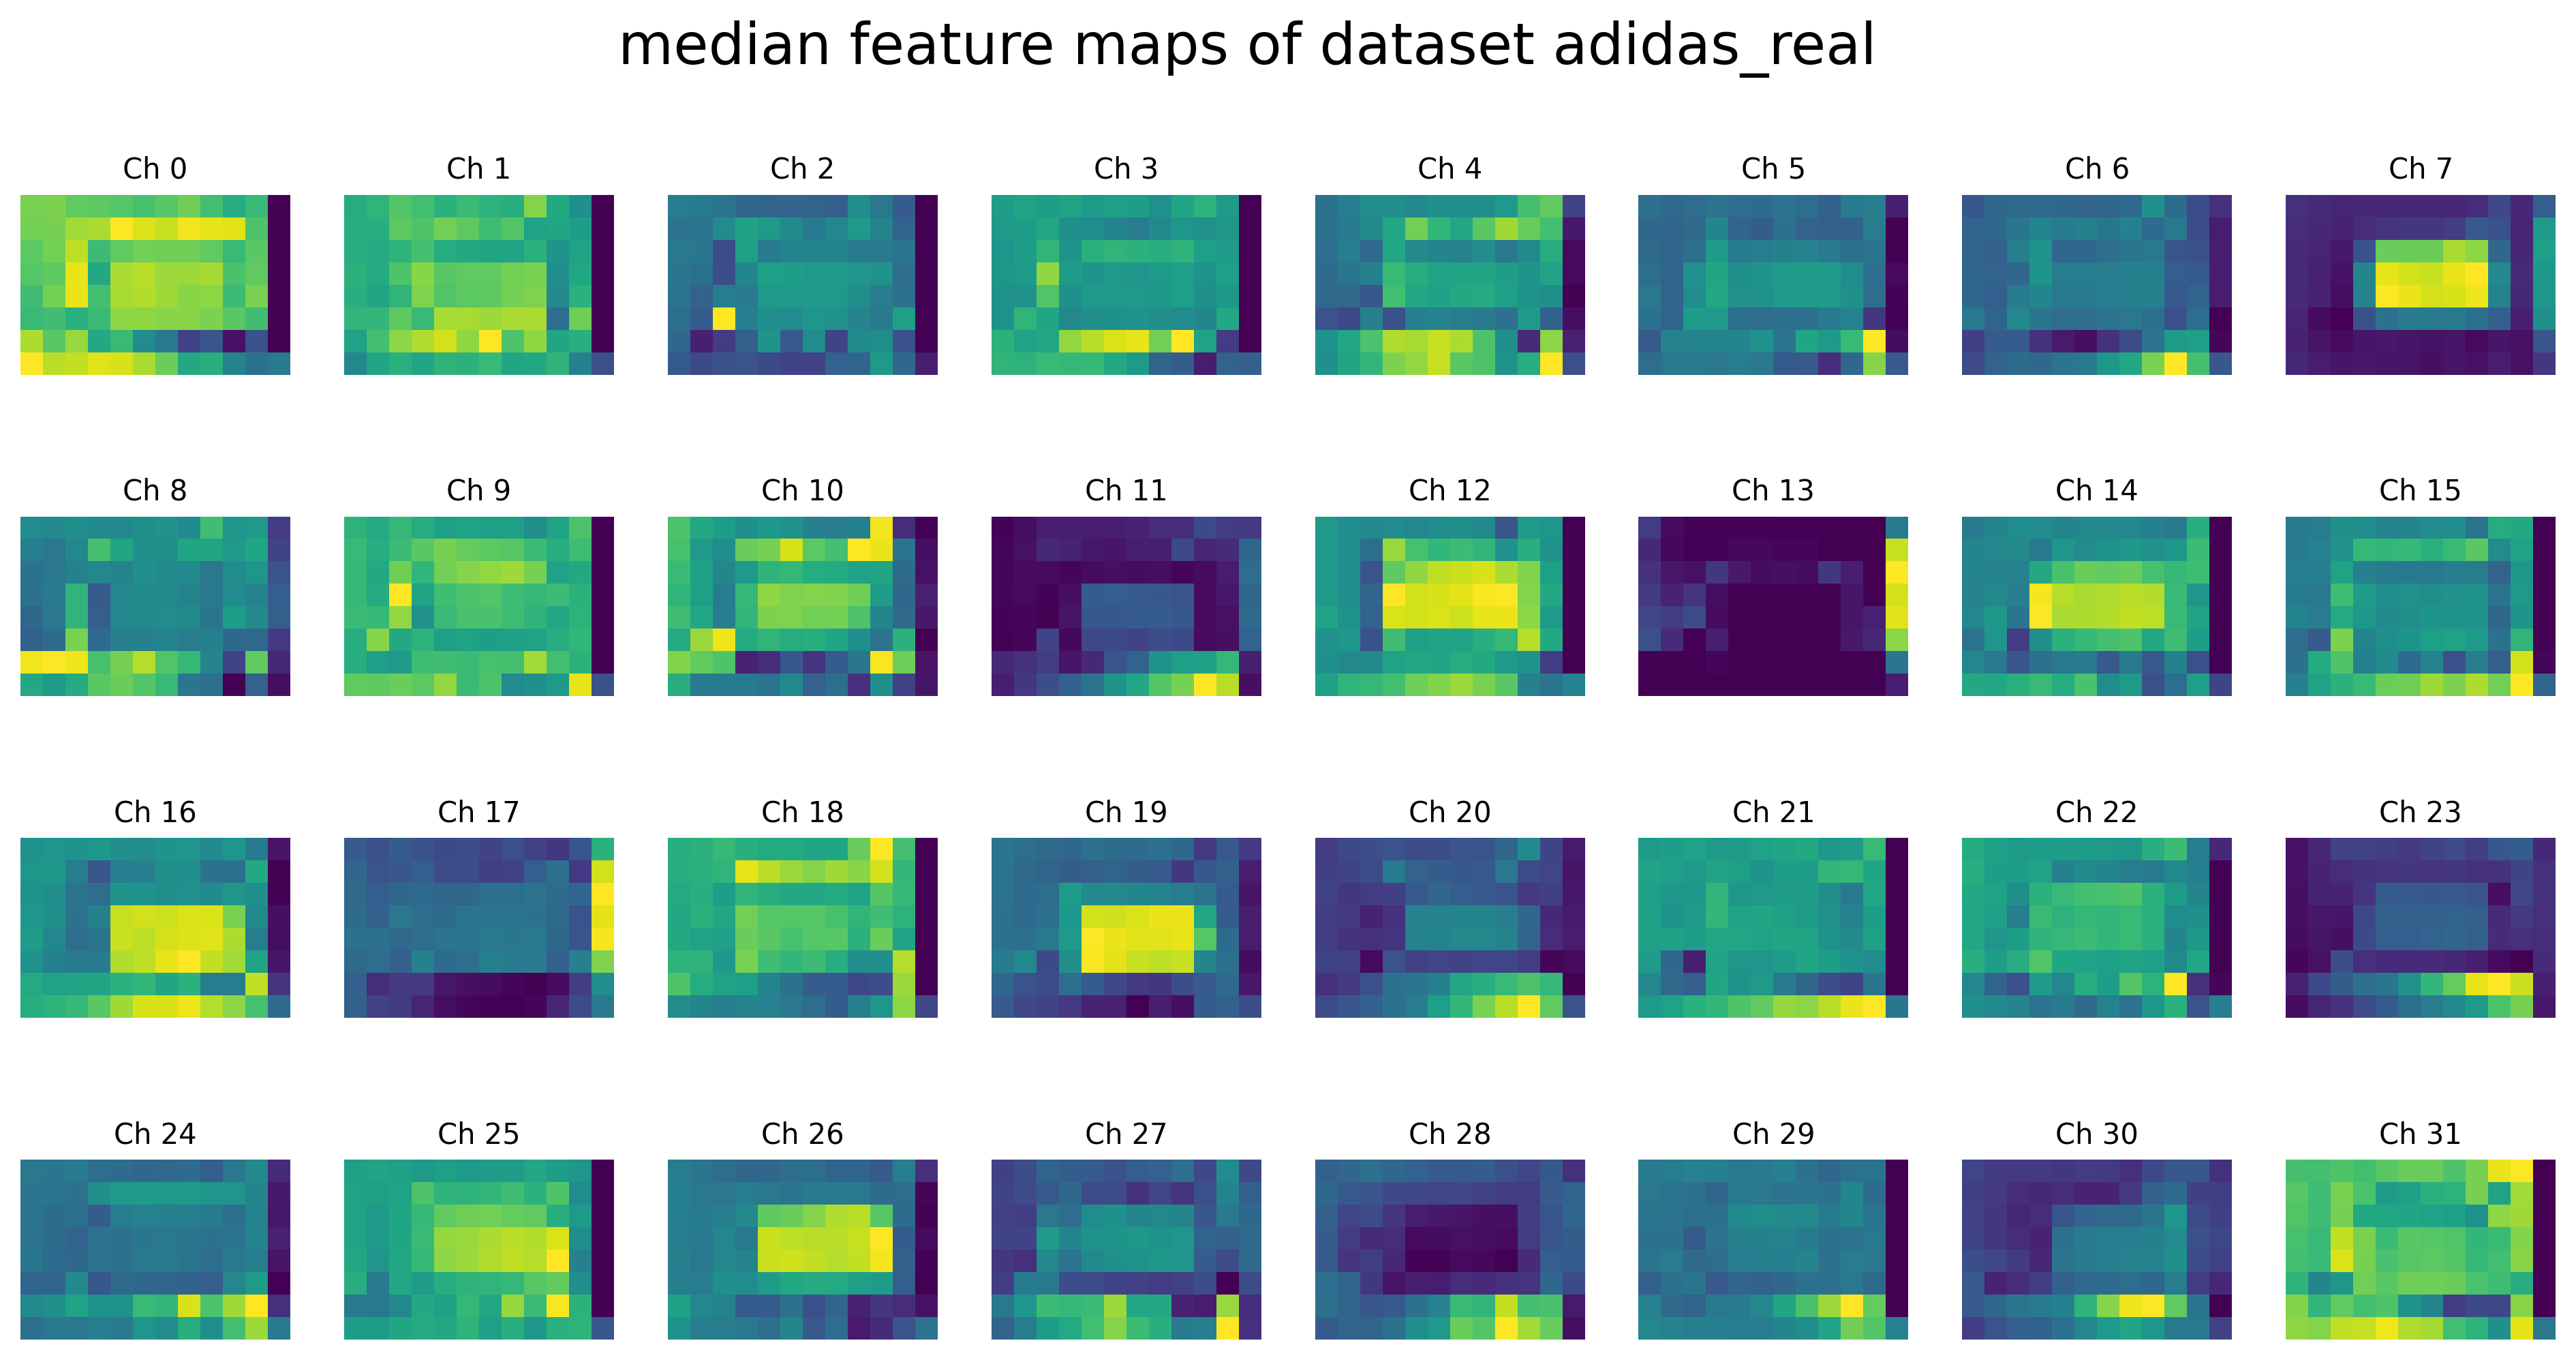 median feature maps of dataset adidas_real
Ch 0 Ch 1 Ch 2 Ch 3 Ch 4 Ch 5 Ch 6 Ch 7
Ch 8 Ch 9 Ch 10 Ch 11 Ch 12 Ch 13 Ch 14 Ch 15
Ch 16 Ch 17 Ch 18 Ch 19 Ch 20 Ch 21 Ch 22 Ch 23
Ch 24 Ch 25 Ch 26 Ch 27 Ch 28 Ch 29 Ch 30 Ch 31